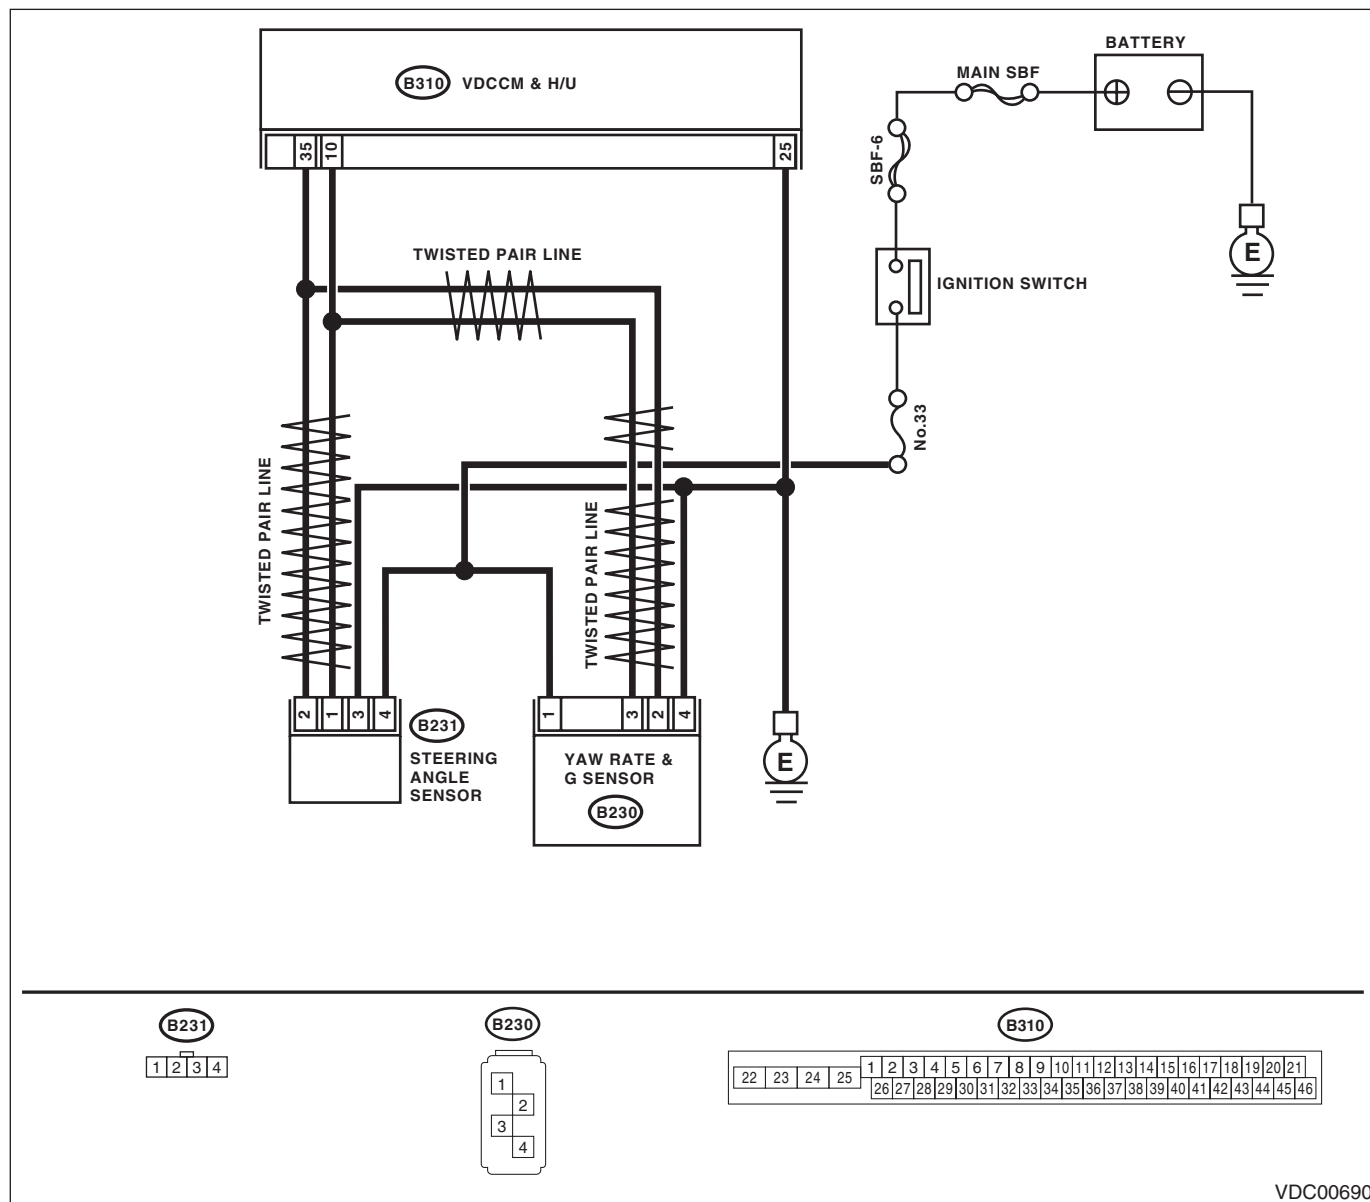 BATTERY
MAIN SBF
B310 VDCCM & H/U
35 10 25
SBF-6
TWISTED PAIR LINE
E
IGNITION SWITCH
No.33
TWISTED PAIR LINE
TWISTED PAIR LINE
2 1 3 4
B231
STEERING
ANGLE
SENSOR
1 3 2 4
YAW RATE &
G SENSOR
B230
E
B231
1 2 3 4
B230
1
2
3
4
B310
22 23 24 25
1 2 3 4 5 6 7 8 9 10 11 12 13 14 15 16 17 18 19 20 21
26 27 28 29 30 31 32 33 34 35 36 37 38 39 40 41 42 43 44 45 46
VDC00690